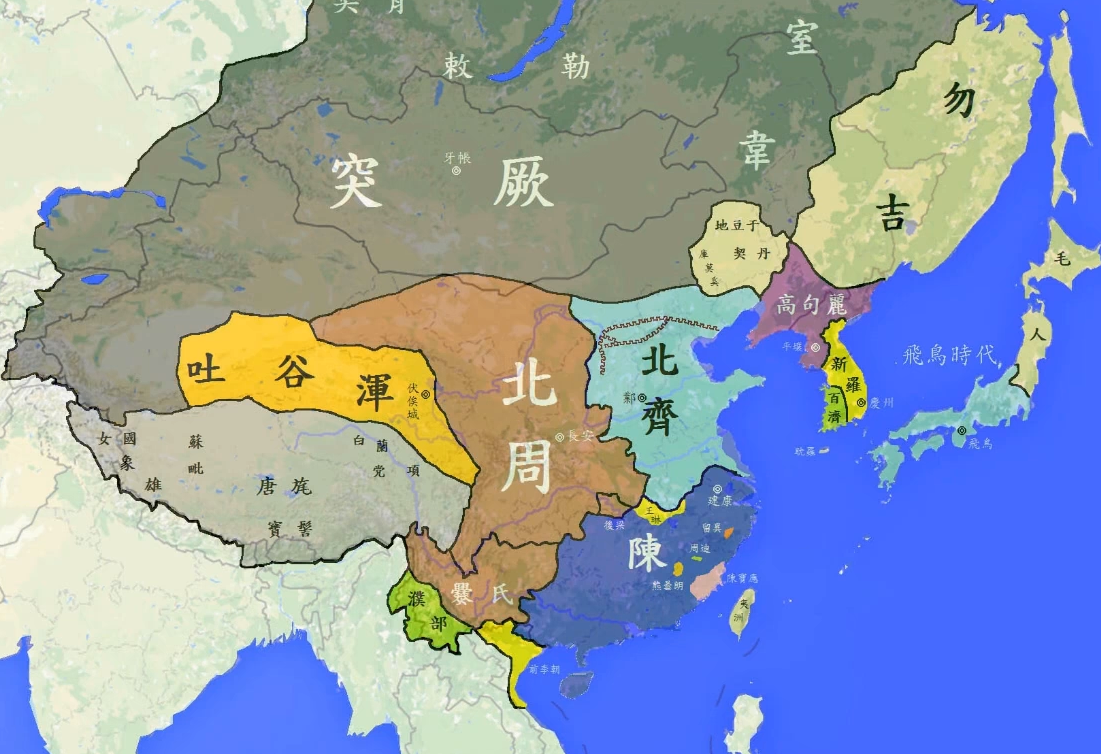 室
敕勒
韋
勿吉
突厥
牙帳
地豆于
契丹
庫莫奚
高句麗
平壤
新羅
百濟
慶州
飛鳥時代
飛鳥
毛人
耽羅
吐谷渾
伏俟城
北周
長安
北齊
鄴
女國
象雄
蘇毗
白蘭
党項
唐旄
後梁
王琳
陳
建康
留異
周迪
熊曇朗
陳寶應
夷洲
爨氏
濮部
前李朝